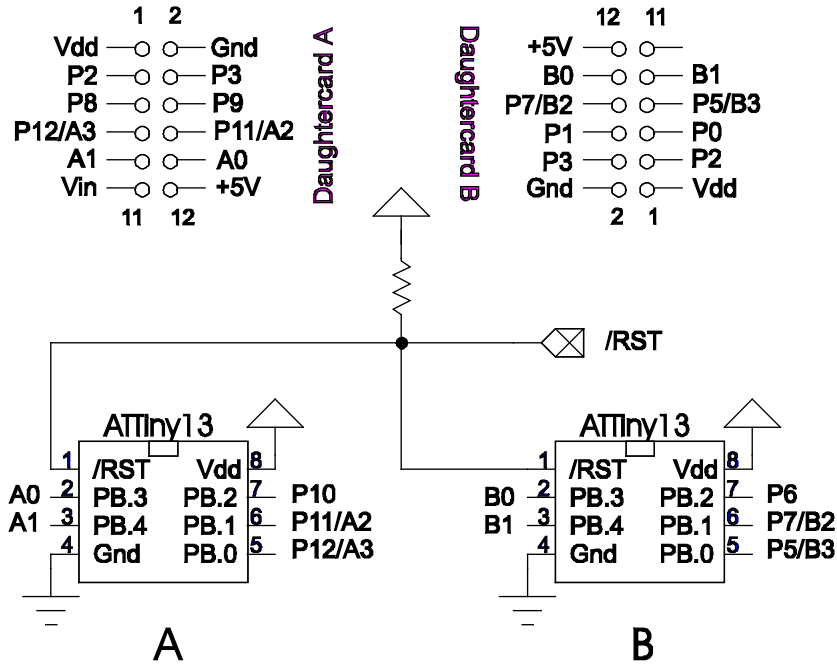 1 2 12 11
Vdd Gnd +5V
P2 P3 B0 B1
P8 P9 P7/B2 P5/B3
P12/A3 P11/A2 P1 P0
A1 A0 P3 P2
Vin +5V Gnd Vdd
11 12 2 1
Daughtercard A
Daughtercard B
/RST
ATTiny13 ATTiny13
1 /RST Vdd 8 1 /RST Vdd 8
A0 2 PB.3 PB.2 7 P10 B0 2 PB.3 PB.2 7 P6
A1 3 PB.4 PB.1 6 P11/A2 B1 3 PB.4 PB.1 6 P7/B2
4 Gnd PB.0 5 P12/A3 4 Gnd PB.0 5 P5/B3
A B